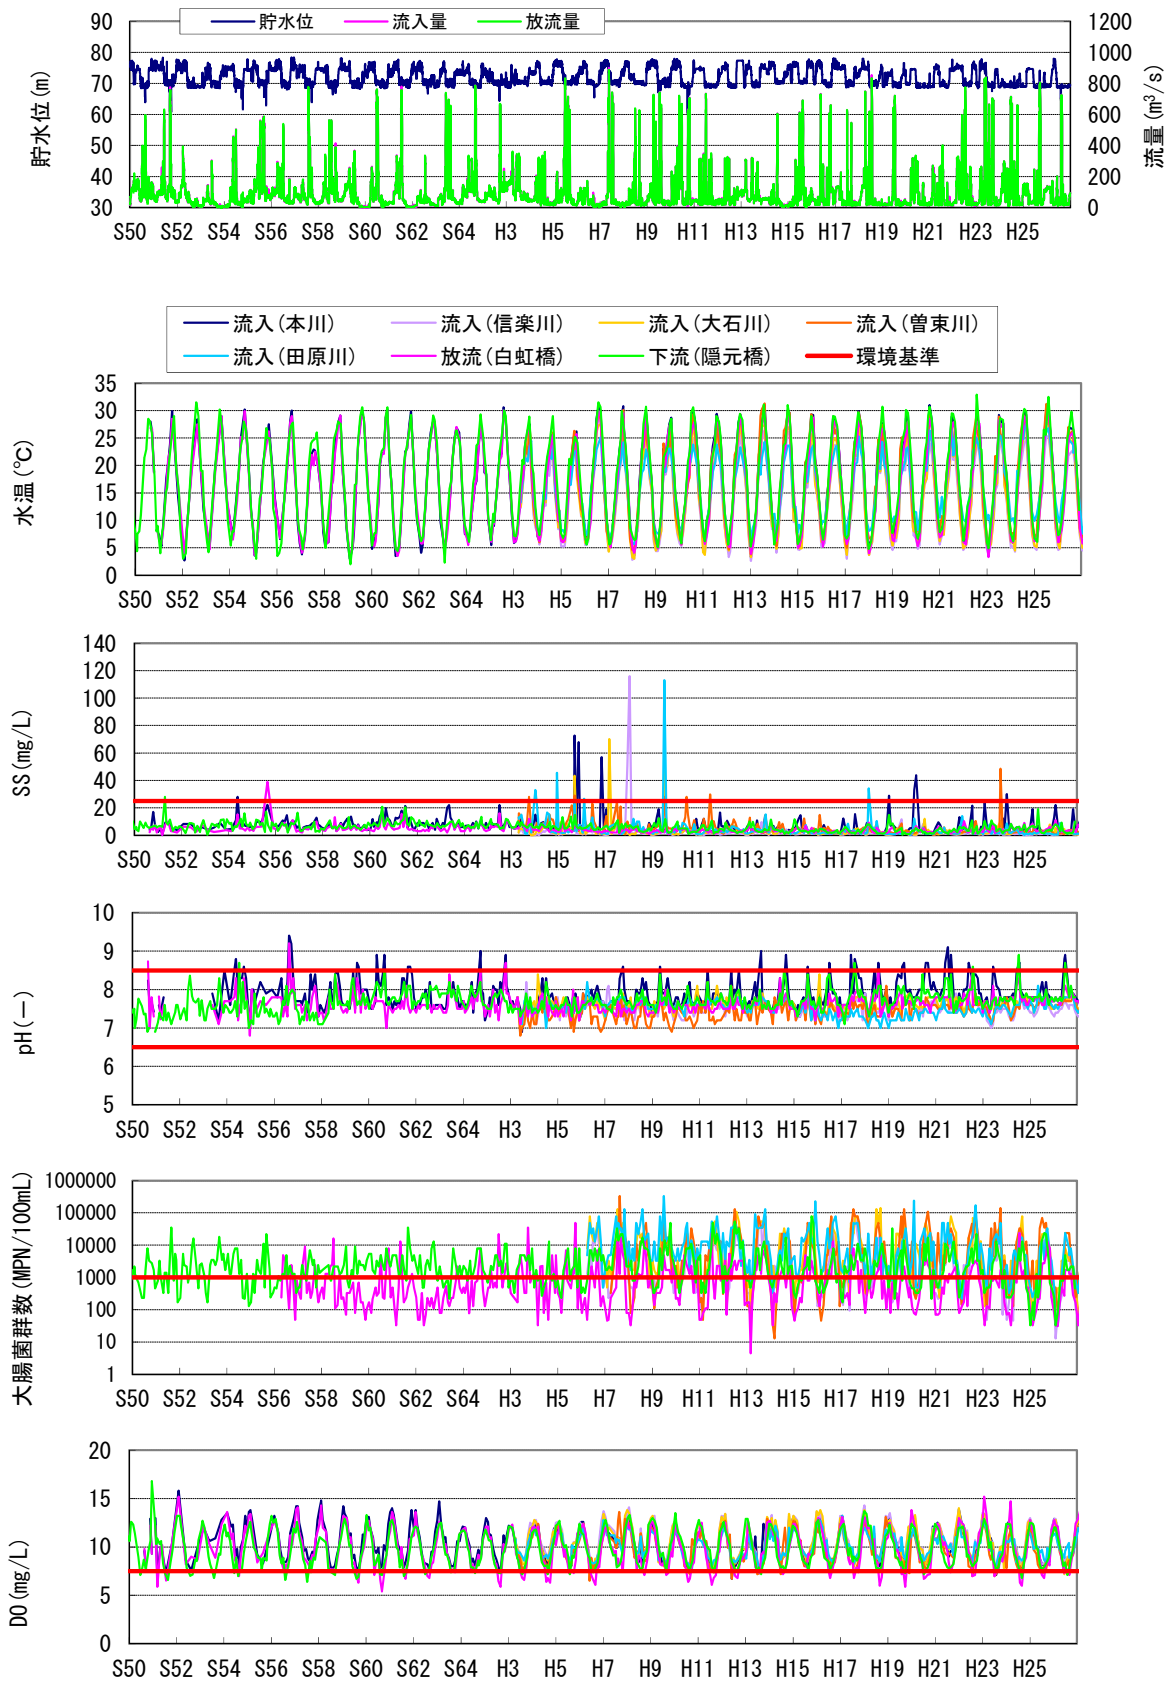 貯水位 流入量 放流量
90 80 70 60 50 40 30
貯水位(m)
1200 1000 800 600 400 200 0
流量(m³/s)
S50 S52 S54 S56 S58 S60 S62 S64 H3 H5 H7 H9 H11 H13 H15 H17 H19 H21 H23 H25
流入(本川) 流入(信楽川) 流入(大石川) 流入(曽束川)
流入(田原川) 放流(白虹橋) 下流(隠元橋) 環境基準
35 30 25 20 15 10 5 0
水温(℃)
S50 S52 S54 S56 S58 S60 S62 S64 H3 H5 H7 H9 H11 H13 H15 H17 H19 H21 H23 H25
140 120 100 80 60 40 20 0
SS(mg/L)
S50 S52 S54 S56 S58 S60 S62 S64 H3 H5 H7 H9 H11 H13 H15 H17 H19 H21 H23 H25
10 9 8 7 6 5
pH(―)
S50 S52 S54 S56 S58 S60 S62 S64 H3 H5 H7 H9 H11 H13 H15 H17 H19 H21 H23 H25
1000000 100000 10000 1000 100 10 1
大腸菌群数(MPN/100mL)
S50 S52 S54 S56 S58 S60 S62 S64 H3 H5 H7 H9 H11 H13 H15 H17 H19 H21 H23 H25
20 15 10 5 0
DO(mg/L)
S50 S52 S54 S56 S58 S60 S62 S64 H3 H5 H7 H9 H11 H13 H15 H17 H19 H21 H23 H25